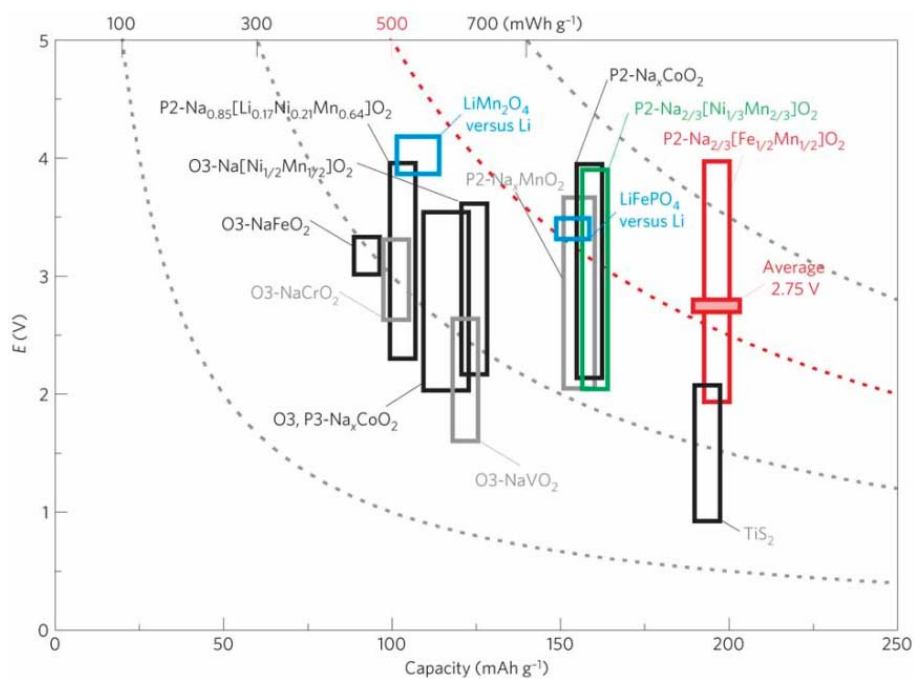 100 300 500 700 (mWh g⁻¹)
5
P2-NaₓCoO₂
P2-Na₀.₈₅[Li₀.₁₇Ni₀.₂₁Mn₀.₆₄]O₂
LiMn₂O₄
versus Li
P2-Na₂/₃[Ni₁/₃Mn₂/₃]O₂
P2-Na₂/₃[Fe₁/₂Mn₁/₂]O₂
4
O3-Na[Ni₁/₂Mn₁/₂]O₂
P2-NaₓMnO₂
LiFePO₄
versus Li
O3-NaFeO₂
3
Average
2.75 V
O3-NaCrO₂
E (V)
2
O3, P3-NaₓCoO₂
O3-NaVO₂
1
TiS₂
0
0 50 100 150 200 250
Capacity (mAh g⁻¹)